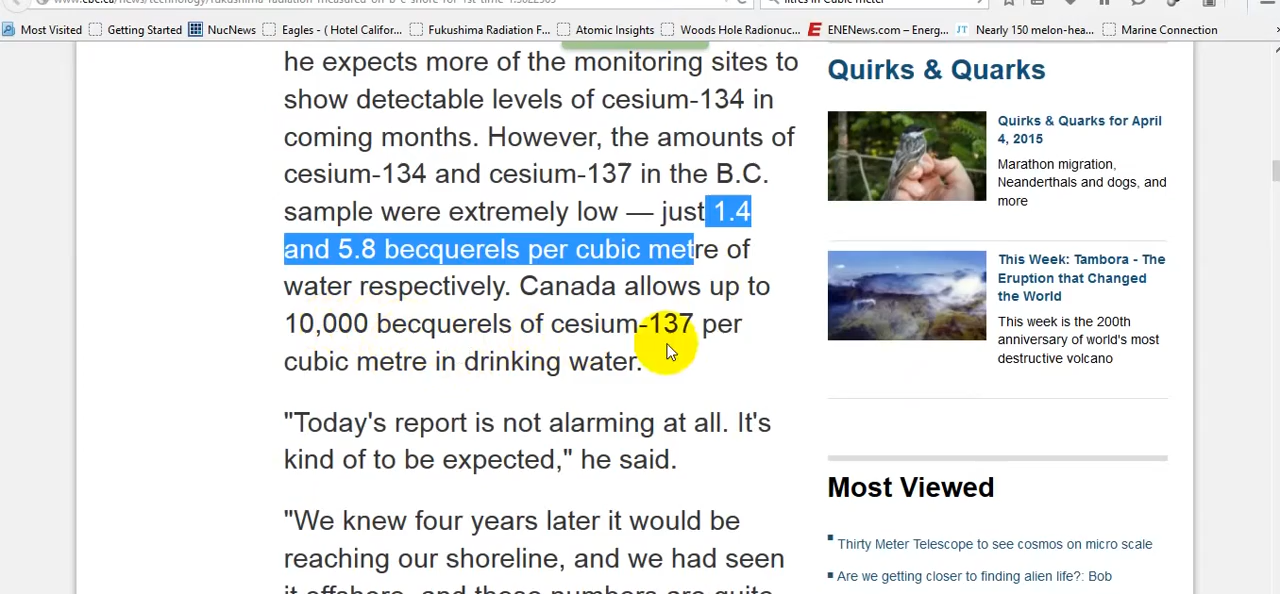 Most Visited Getting Started NucNews Eagles - ( Hotel Califor... Fukushima Radiation F... Atomic Insights Woods Hole Radionuc... ENENews.com – Energ... Nearly 150 melon-hea... Marine Connection
he expects more of the monitoring sites to
show detectable levels of cesium-134 in
coming months. However, the amounts of
cesium-134 and cesium-137 in the B.C.
sample were extremely low — just 1.4
and 5.8 becquerels per cubic metre of
water respectively. Canada allows up to
10,000 becquerels of cesium-137 per
cubic metre in drinking water.
"Today's report is not alarming at all. It's
kind of to be expected," he said.
"We knew four years later it would be
reaching our shoreline, and we had seen
it offshore, and these numbers are quite
Quirks & Quarks
Quirks & Quarks for April
4, 2015
Marathon migration,
Neanderthals and dogs, and
more
This Week: Tambora - The
Eruption that Changed
the World
This week is the 200th
anniversary of world's most
destructive volcano
Most Viewed
Thirty Meter Telescope to see cosmos on micro scale
Are we getting closer to finding alien life?: Bob